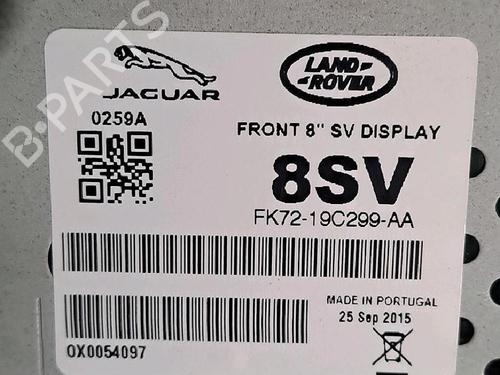 JAGUAR
LAND-
ROVER
0259A
FRONT 8" SV DISPLAY
8SV
FK72-19C299-AA
MADE IN PORTUGAL
25 Sep 2015
OX0054097
B-PARTS